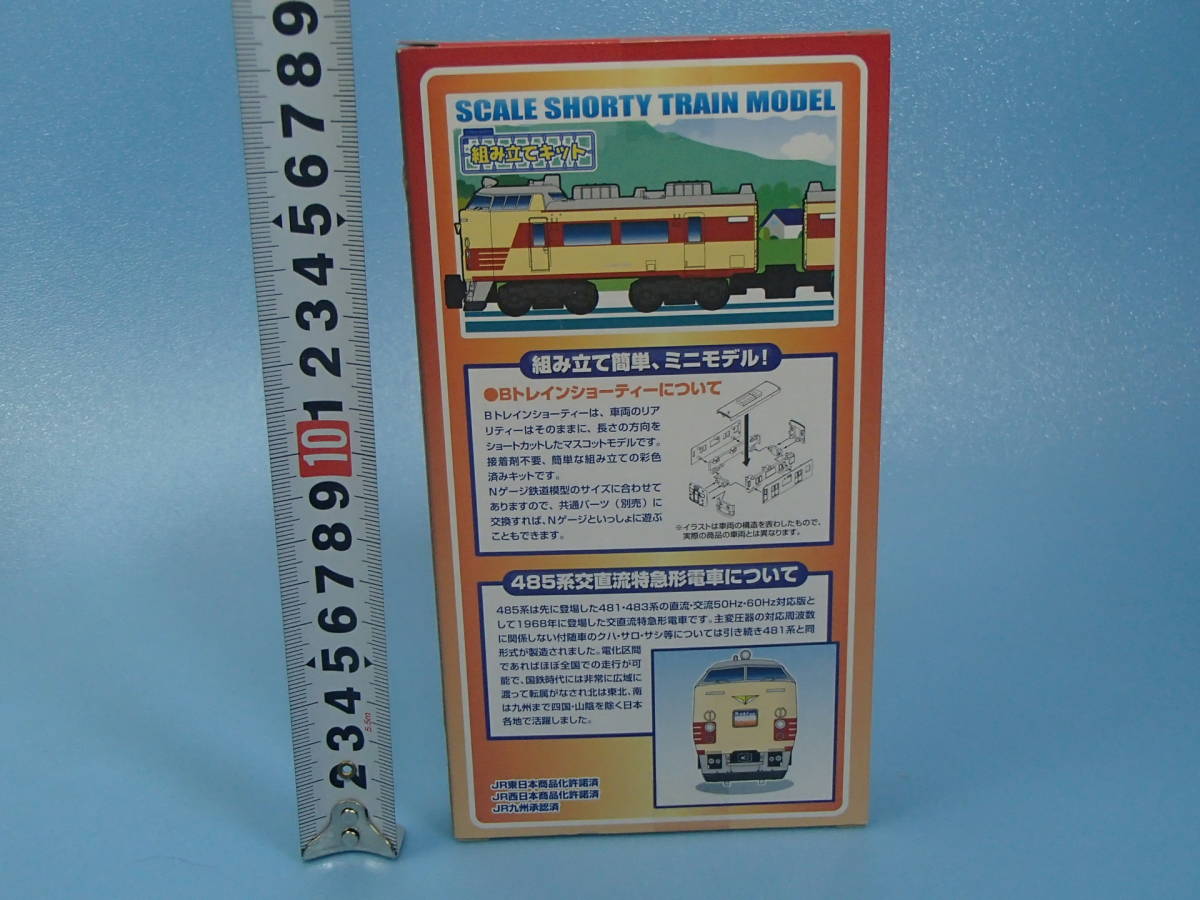 9
8
7
6
5
4
3
2
1
10
9
8
7
6
5
4
3
2
5.5m
SCALE SHORTY TRAIN MODEL
組み立てキット
組み立て簡単、ミニモデル!
●Bトレインショーティーについて
Bトレインショーティーは、車両のリア
リティーはそのままに、長さの方向を
ショートカットしたマスコットモデルです。
接着剤不要、簡単な組み立ての彩色
済みキットです。
Nゲージ鉄道模型のサイズに合わせて
ありますので、共通パーツ(別売)に
交換すれば、Nゲージといっしょに遊ぶ
こともできます。
※イラストは車両の構造を表わしたもので、
実際の商品の車両とは異なります。
485系交直流特急形電車について
485系は先に登場した481・483系の直流・交流50Hz・60Hz対応版と
して1968年に登場した交直流特急形電車です。主変圧器の対応周波数
に関係しない付随車のクハ・サロ・サシ等については引き続き481系と同
形式が製造されました。電化区間
であればほぼ全国での走行が可
能で、国鉄時代には非常に広域に
渡って転属がなされ北は東北、南
は九州まで四国・山陰を除く日本
各地で活躍しました。
JR東日本商品化許諾済
JR西日本商品化許諾済
JR九州承認済